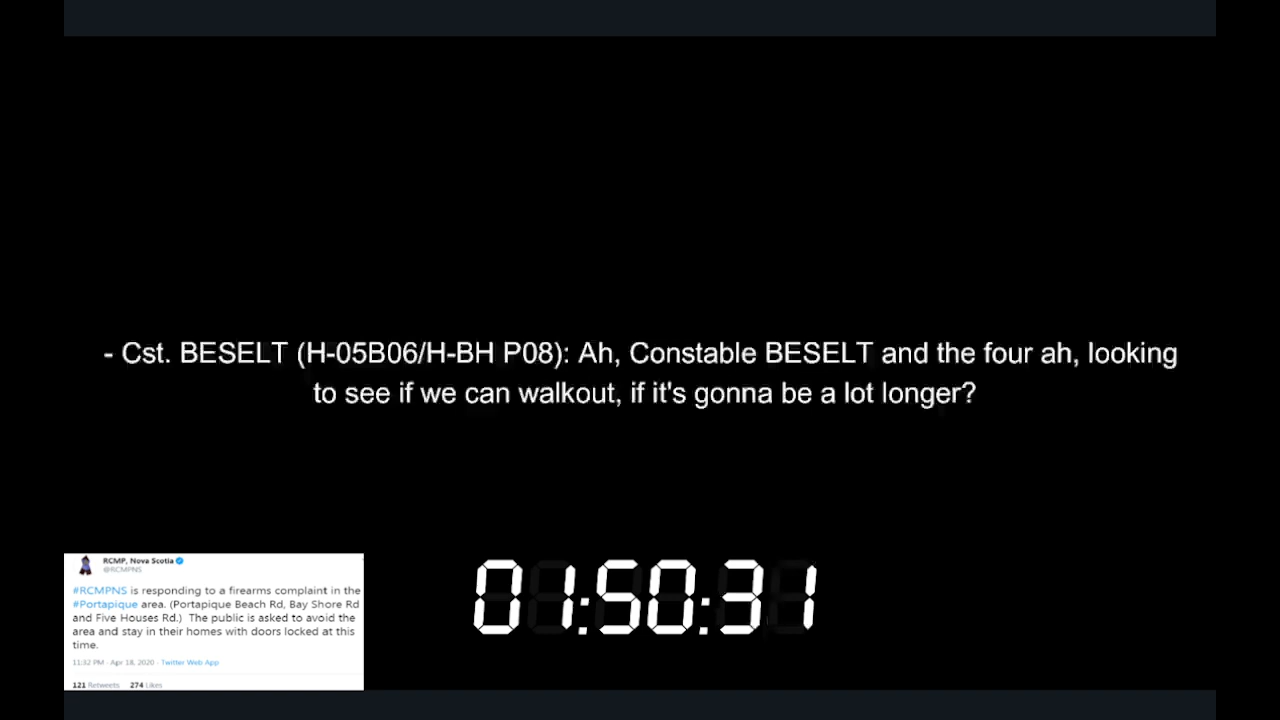 - Cst. BESELT (H-05B06/H-BH P08): Ah, Constable BESELT and the four ah, looking
to see if we can walkout, if it's gonna be a lot longer?
RCMP, Nova Scotia
@RCMPNS
#RCMPNS is responding to a firearms complaint in the
#Portapique area. (Portapique Beach Rd, Bay Shore Rd
and Five Houses Rd.) The public is asked to avoid the
area and stay in their homes with doors locked at this
time.
11:32 PM · Apr 18, 2020 · Twitter Web App
121 Retweets 274 Likes
01:50:31